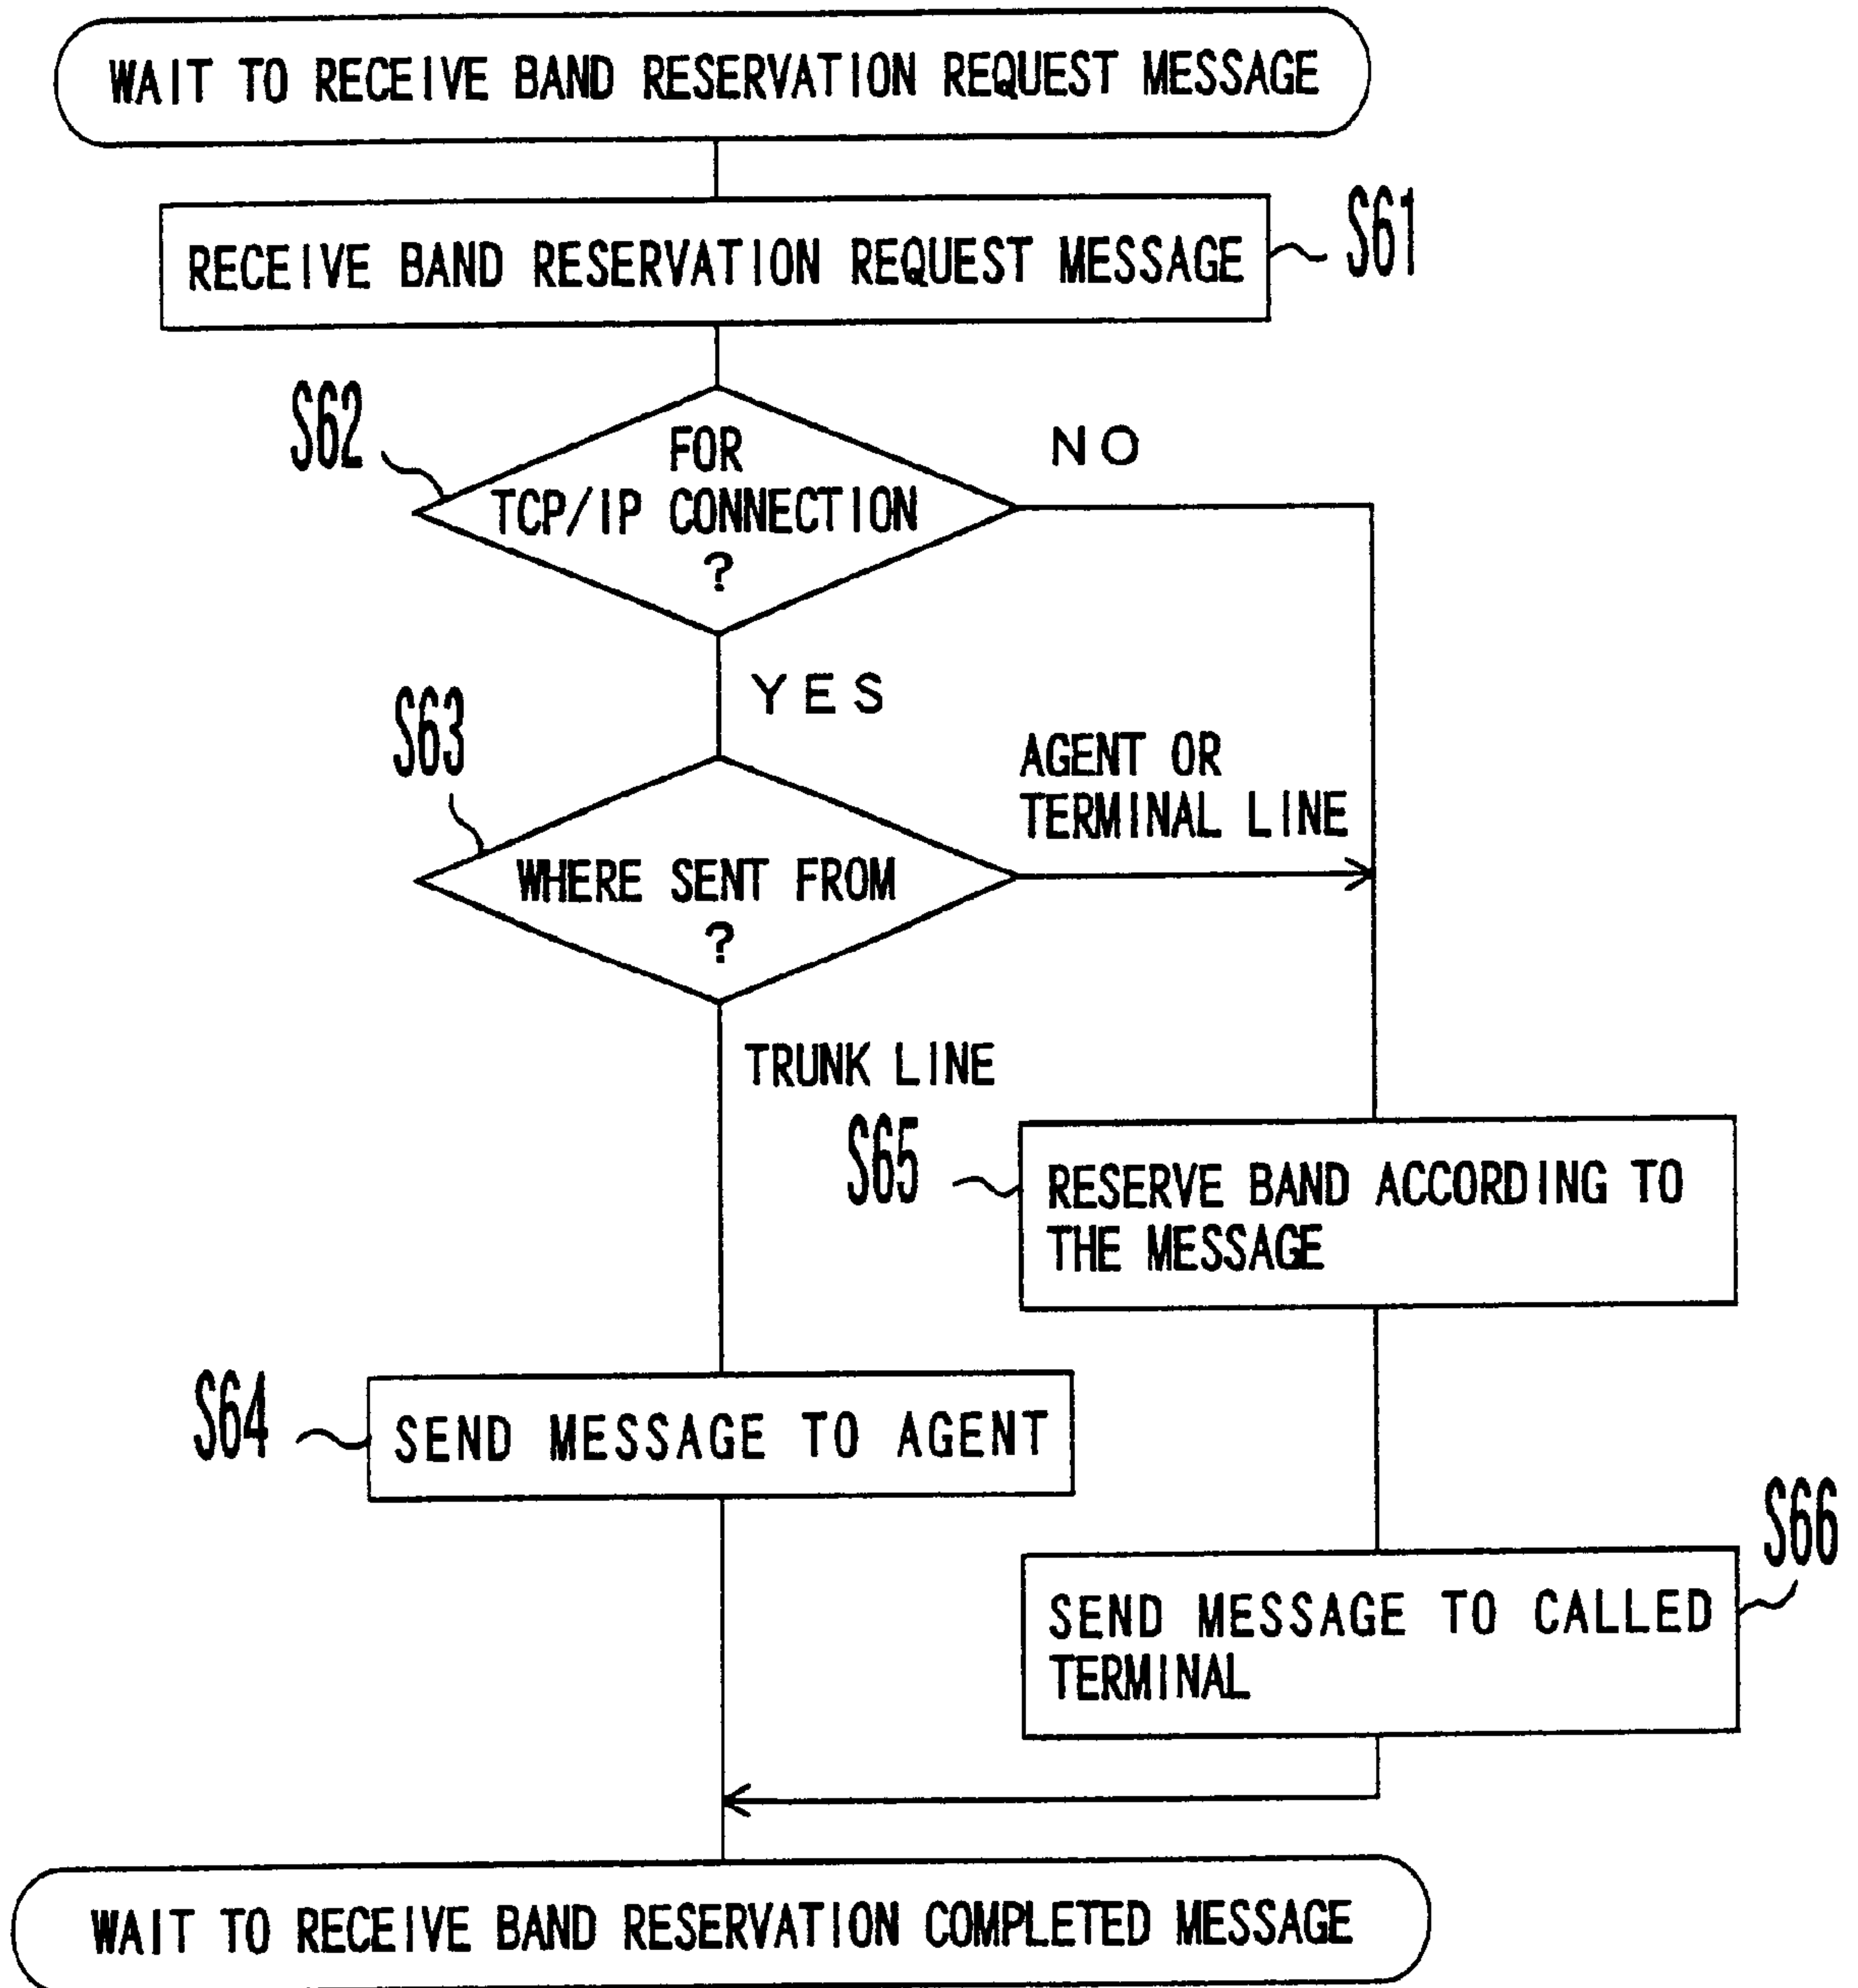 WAIT TO RECEIVE BAND RESERVATION REQUEST MESSAGE
RECEIVE BAND RESERVATION REQUEST MESSAGE
S61
S62
FOR
TCP/IP CONNECTION
?
NO
YES
S63
WHERE SENT FROM
?
AGENT OR
TERMINAL LINE
TRUNK LINE
S65
RESERVE BAND ACCORDING TO
THE MESSAGE
S64
SEND MESSAGE TO AGENT
S66
SEND MESSAGE TO CALLED
TERMINAL
WAIT TO RECEIVE BAND RESERVATION COMPLETED MESSAGE